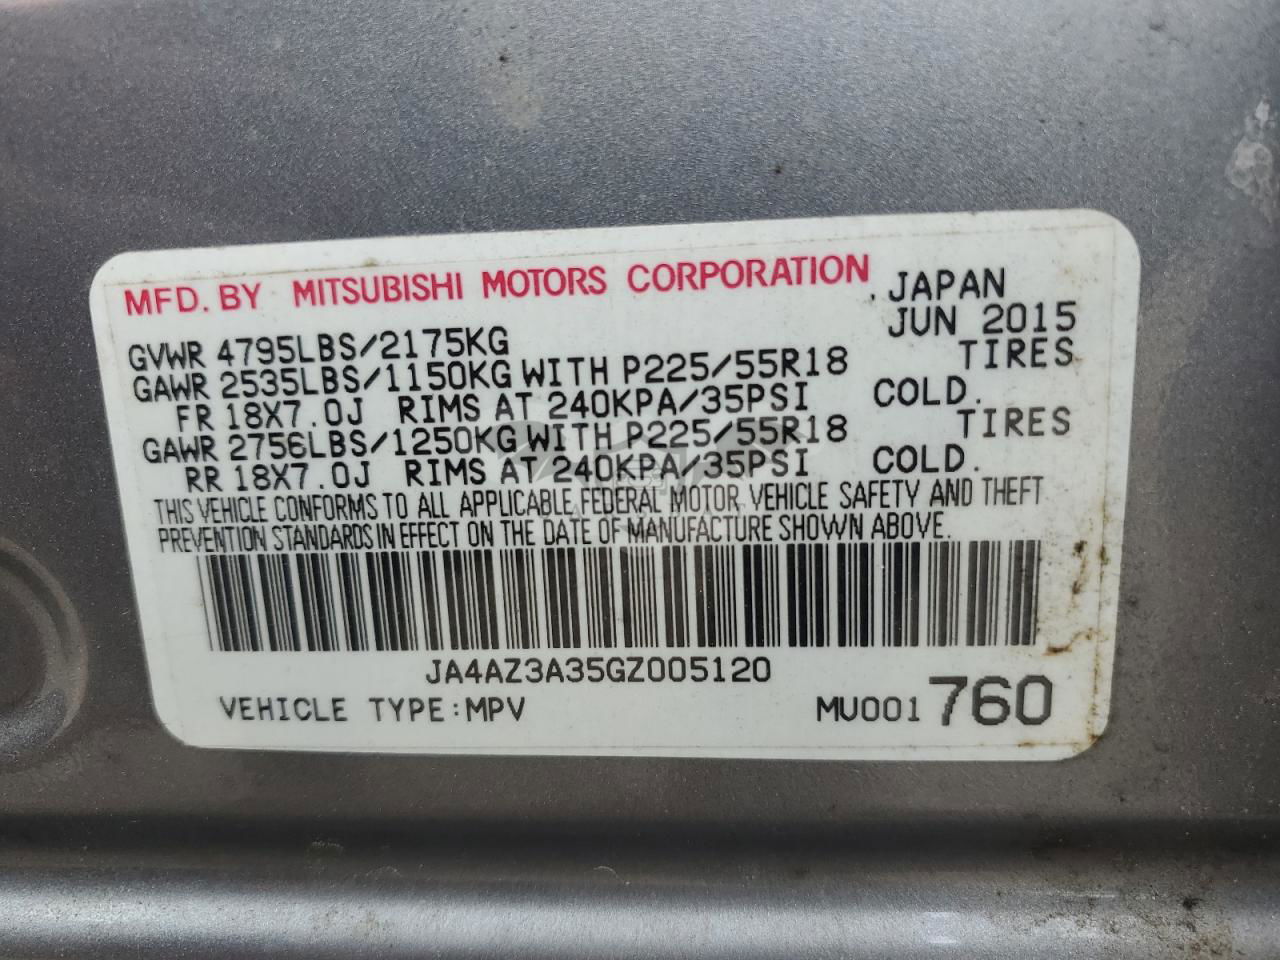 MFD. BY MITSUBISHI MOTORS CORPORATION JAPAN
JUN 2015
GVWR 4795LBS/2175KG
GAWR 2535LBS/1150KG WITH P225/55R18 TIRES
FR 18X7.0J RIMS AT 240KPA/35PSI COLD.
GAWR 2756LBS/1250KG WITH P225/55R18 TIRES
RR 18X7.0J RIMS AT 240KPA/35PSI COLD.
THIS VEHICLE CONFORMS TO ALL APPLICABLE FEDERAL MOTOR VEHICLE SAFETY AND THEFT
PREVENTION STANDARDS IN EFFECT ON THE DATE OF MANUFACTURE SHOWN ABOVE.
JA4AZ3A35GZ005120
VEHICLE TYPE:MPV MU001 760